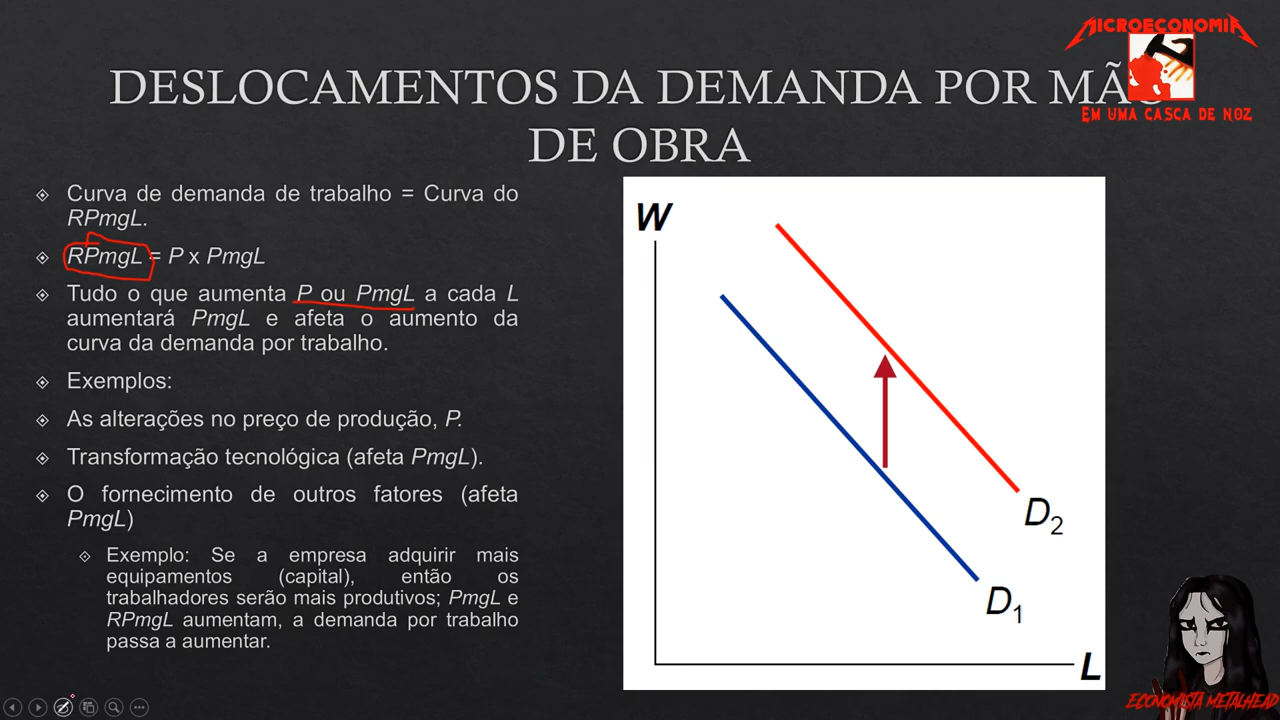 MICROECONOMIA
EM UMA CASCA DE NOZ
DESLOCAMENTOS DA DEMANDA POR MÃO
DE OBRA
Curva de demanda de trabalho = Curva do
RPmgL.
RPmgL = P x PmgL
Tudo o que aumenta P ou PmgL a cada L
aumentará PmgL e afeta o aumento da
curva da demanda por trabalho.
Exemplos:
As alterações no preço de produção, P.
Transformação tecnológica (afeta PmgL).
O fornecimento de outros fatores (afeta
PmgL)
Exemplo: Se a empresa adquirir mais
equipamentos (capital), então os
trabalhadores serão mais produtivos; PmgL e
RPmgL aumentam, a demanda por trabalho
passa a aumentar.
W
D2
D1
L
ECONOMISTA METALHEAD